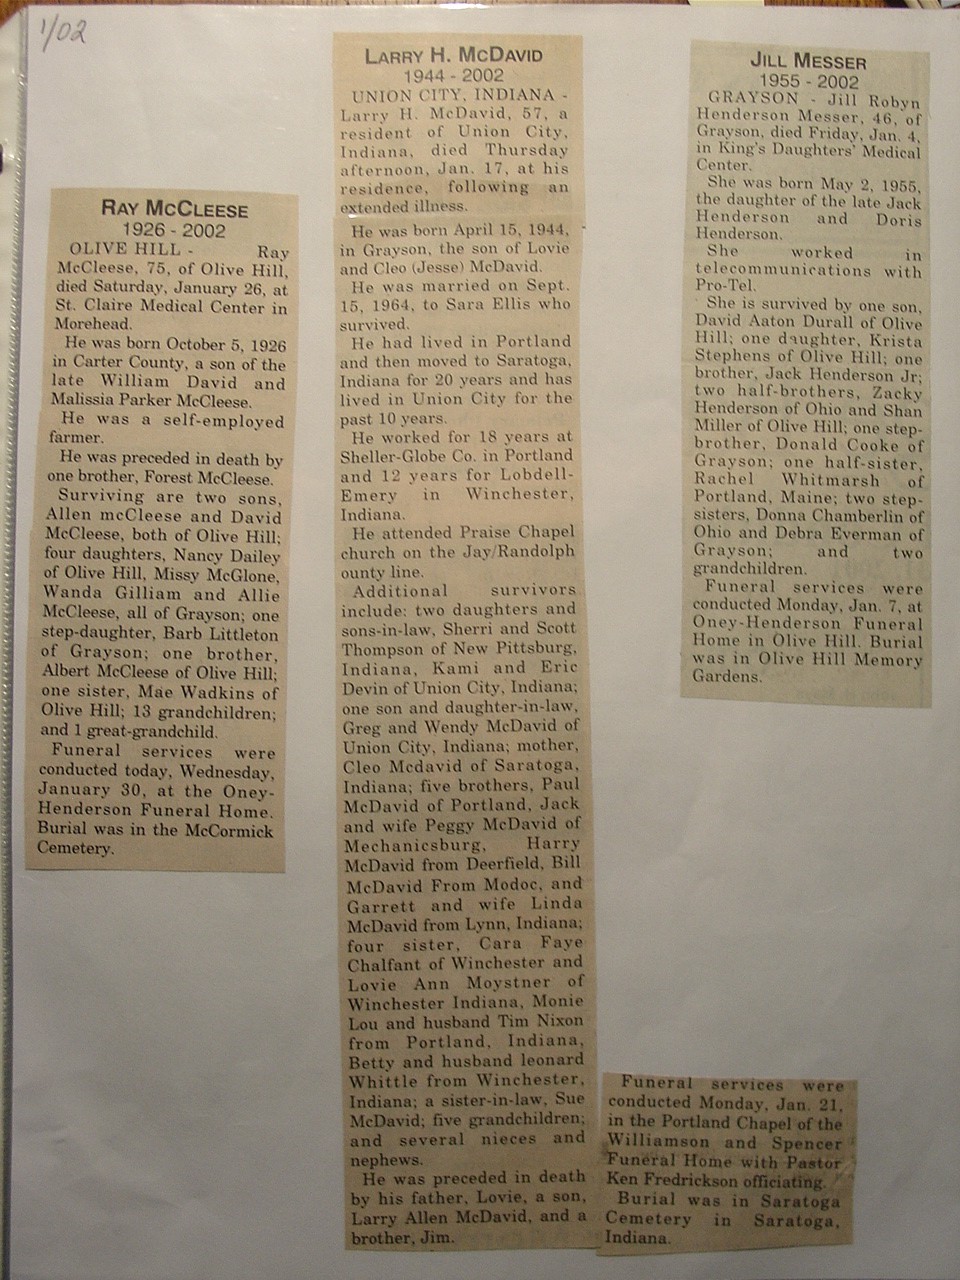 1/02
RAY MCCLEESE
1926 - 2002
OLIVE HILL - Ray
McCleese, 75, of Olive Hill,
died Saturday, January 26, at
St. Claire Medical Center in
Morehead.
He was born October 5, 1926
in Carter County, a son of the
late William David and
Malissia Parker McCleese.
He was a self-employed
farmer.
He was preceded in death by
one brother, Forest McCleese.
Surviving are two sons,
Allen mcCleese and David
McCleese, both of Olive Hill;
four daughters, Nancy Dailey
of Olive Hill, Missy McGlone,
Wanda Gilliam and Allie
McCleese, all of Grayson; one
step-daughter, Barb Littleton
of Grayson; one brother,
Albert McCleese of Olive Hill;
one sister, Mae Wadkins of
Olive Hill; 13 grandchildren;
and 1 great-grandchild.
Funeral services were
conducted today, Wednesday,
January 30, at the Oney-
Henderson Funeral Home.
Burial was in the McCormick
Cemetery.
LARRY H. MCDAVID
1944 - 2002
UNION CITY, INDIANA -
Larry H. McDavid, 57, a
resident of Union City,
Indiana, died Thursday
afternoon, Jan. 17, at his
residence, following an
extended illness.
He was born April 15, 1944,
in Grayson, the son of Lovie
and Cleo (Jesse) McDavid.
He was married on Sept.
15, 1964, to Sara Ellis who
survived.
He had lived in Portland
and then moved to Saratoga,
Indiana for 20 years and has
lived in Union City for the
past 10 years.
He worked for 18 years at
Sheller-Globe Co. in Portland
and 12 years for Lobdell-
Emery in Winchester,
Indiana.
He attended Praise Chapel
church on the Jay/Randolph
ounty line.
Additional survivors
include: two daughters and
sons-in-law, Sherri and Scott
Thompson of New Pittsburg,
Indiana, Kami and Eric
Devin of Union City, Indiana;
one son and daughter-in-law,
Greg and Wendy McDavid of
Union City, Indiana; mother,
Cleo Mcdavid of Saratoga,
Indiana; five brothers, Paul
McDavid of Portland, Jack
and wife Peggy McDavid of
Mechanicsburg, Harry
McDavid from Deerfield, Bill
McDavid From Modoc, and
Garrett and wife Linda
McDavid from Lynn, Indiana;
four sister, Cara Faye
Chalfant of Winchester and
Lovie Ann Moystner of
Winchester Indiana, Monie
Lou and husband Tim Nixon
from Portland, Indiana,
Betty and husband leonard
Whittle from Winchester,
Indiana; a sister-in-law, Sue
McDavid; five grandchildren;
and several nieces and
nephews.
He was preceded in death
by his father, Lovie, a son,
Larry Allen McDavid, and a
brother, Jim.
Funeral services were
conducted Monday, Jan. 21,
in the Portland Chapel of the
Williamson and Spencer
Funeral Home with Pastor
Ken Fredrickson officiating.
Burial was in Saratoga
Cemetery in Saratoga,
Indiana.
JILL MESSER
1955 - 2002
GRAYSON - Jill Robyn
Henderson Messer, 46, of
Grayson, died Friday, Jan. 4,
in King's Daughters' Medical
Center.
She was born May 2, 1955,
the daughter of the late Jack
Henderson and Doris
Henderson.
She worked in
telecommunications with
Pro-Tel.
She is survived by one son,
David Aaton Durall of Olive
Hill; one daughter, Krista
Stephens of Olive Hill; one
brother, Jack Henderson Jr;
two half-brothers, Zacky
Henderson of Ohio and Shan
Miller of Olive Hill; one step-
brother, Donald Cooke of
Grayson; one half-sister,
Rachel Whitmarsh of
Portland, Maine; two step-
sisters, Donna Chamberlin of
Ohio and Debra Everman of
Grayson; and two
grandchildren.
Funeral services were
conducted Monday, Jan. 7, at
Oney-Henderson Funeral
Home in Olive Hill. Burial
was in Olive Hill Memory
Gardens.